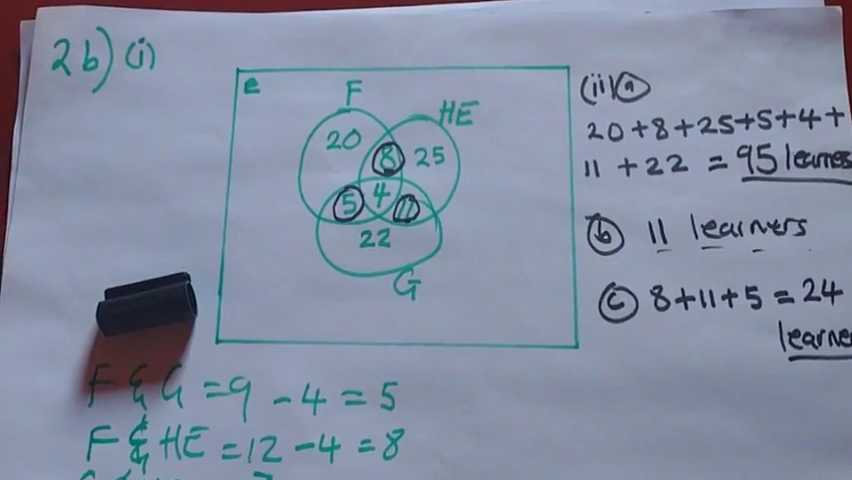 2b) (i)
e
F
HE
20
8
25
5
4
11
22
G
(ii) a
20+8+25+5+4+
11+22 = 95 learners
b 11 learners
c 8+11+5 = 24
learne
F & G = 9 - 4 = 5
F & HE = 12 - 4 = 8